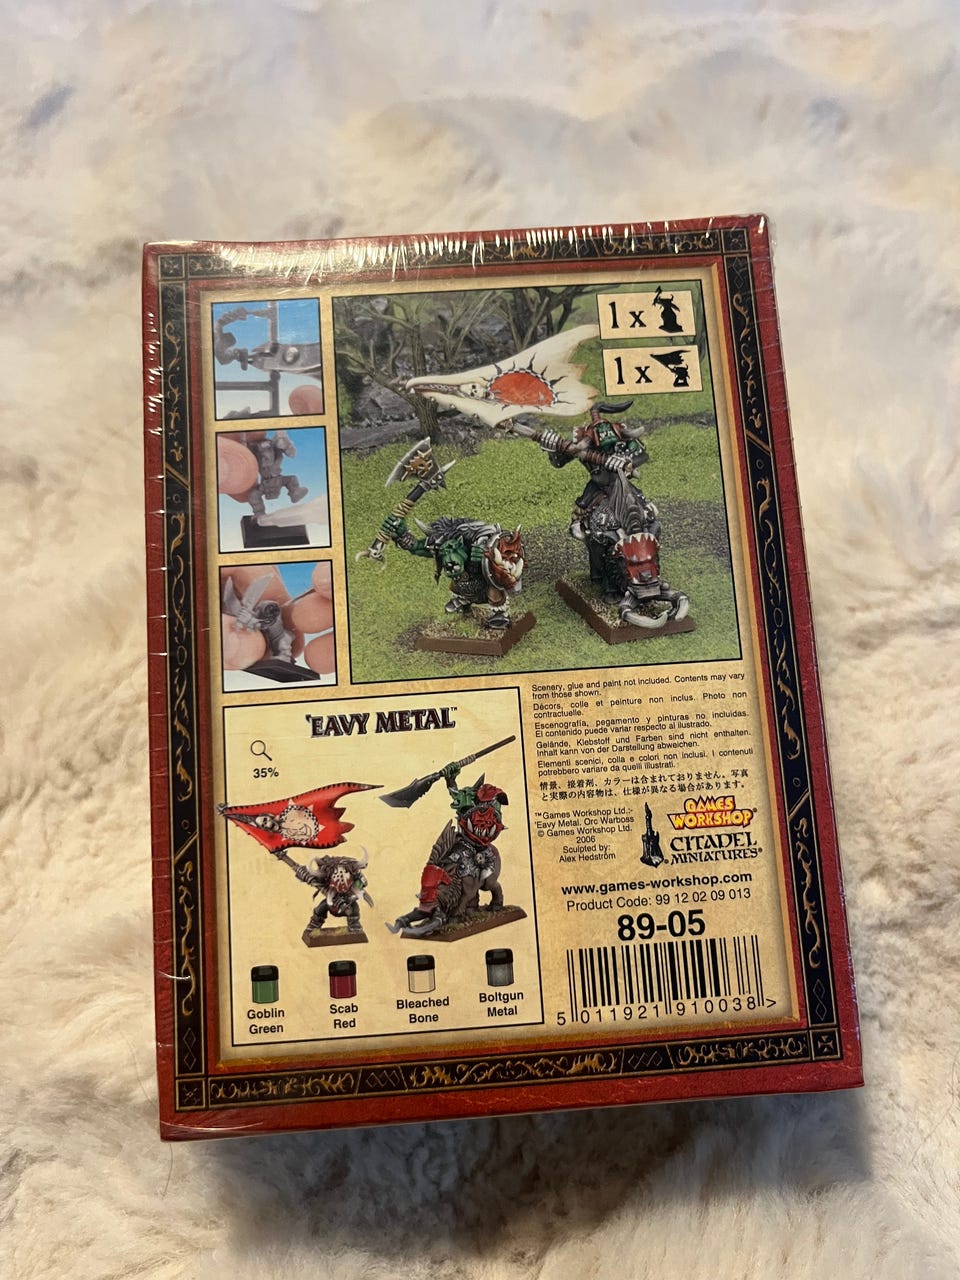 1x
1x
Scenery, glue and paint not included. Contents may vary
from those shown.
Décors, colle et peinture non inclus. Photo non
contractuelle.
Escenografía, pegamento y pinturas no incluidas.
El contenido puede variar respecto al ilustrado.
Gelände, Klebstoff und Farben sind nicht enthalten.
Inhalt kann von der Darstellung abweichen.
Elementi scenici, colla e colori non inclusi. I contenuti
potrebbero variare da quelli illustrati.
情景、接着剤、カラーは含まれておりません。写真
と実際の内容物は、仕様が異なる場合があります。
'EAVY METAL™
35%
Goblin
Green
Scab
Red
Bleached
Bone
Boltgun
Metal
™Games Workshop Ltd.:-
'Eavy Metal. Orc Warboss
© Games Workshop Ltd.
2006
Sculpted by:
Alex Hedström
GAMES
WORKSHOP®
CITADEL
MINIATURES®
www.games-workshop.com
Product Code: 99 12 02 09 013
89-05
5 011921 910038 >